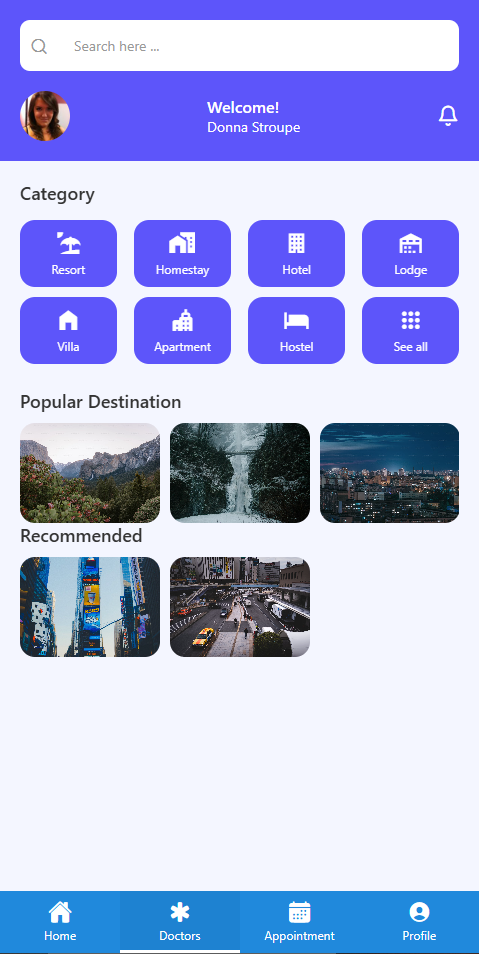 Search here ...
Welcome!
Donna Stroupe
Category
Resort
Homestay
Hotel
Lodge
Villa
Apartment
Hostel
See all
Popular Destination
Recommended
Home
Doctors
Appointment
Profile